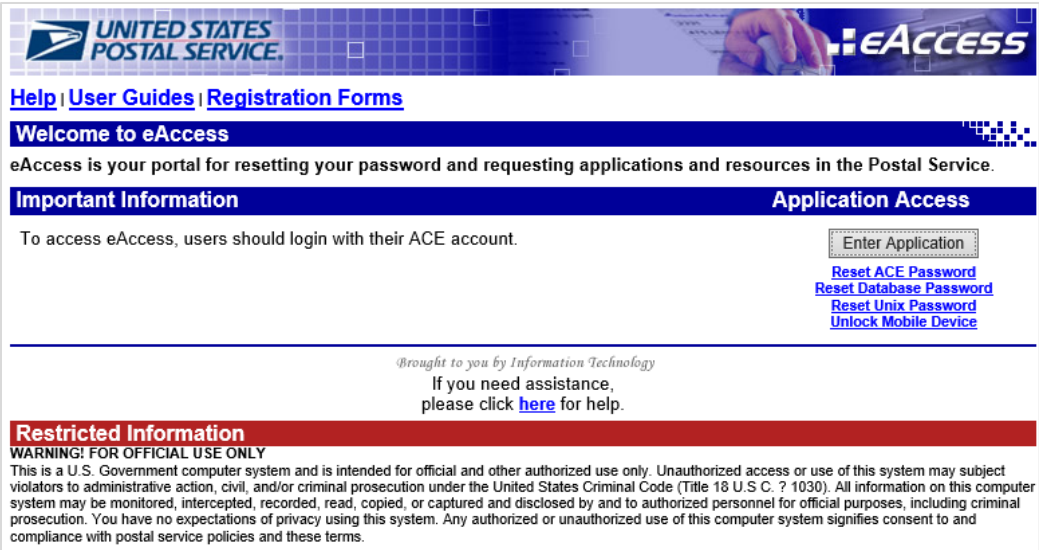 UNITED STATES
POSTAL SERVICE.
eAccess
Help | User Guides | Registration Forms
Welcome to eAccess
eAccess is your portal for resetting your password and requesting applications and resources in the Postal Service.
Important Information
Application Access
To access eAccess, users should login with their ACE account.
Enter Application
Reset ACE Password
Reset Database Password
Reset Unix Password
Unlock Mobile Device
Brought to you by Information Technology
If you need assistance,
please click here for help.
Restricted Information
WARNING! FOR OFFICIAL USE ONLY
This is a U.S. Government computer system and is intended for official and other authorized use only. Unauthorized access or use of this system may subject
violators to administrative action, civil, and/or criminal prosecution under the United States Criminal Code (Title 18 U.S C. ? 1030). All information on this computer
system may be monitored, intercepted, recorded, read, copied, or captured and disclosed by and to authorized personnel for official purposes, including criminal
prosecution. You have no expectations of privacy using this system. Any authorized or unauthorized use of this computer system signifies consent to and
compliance with postal service policies and these terms.